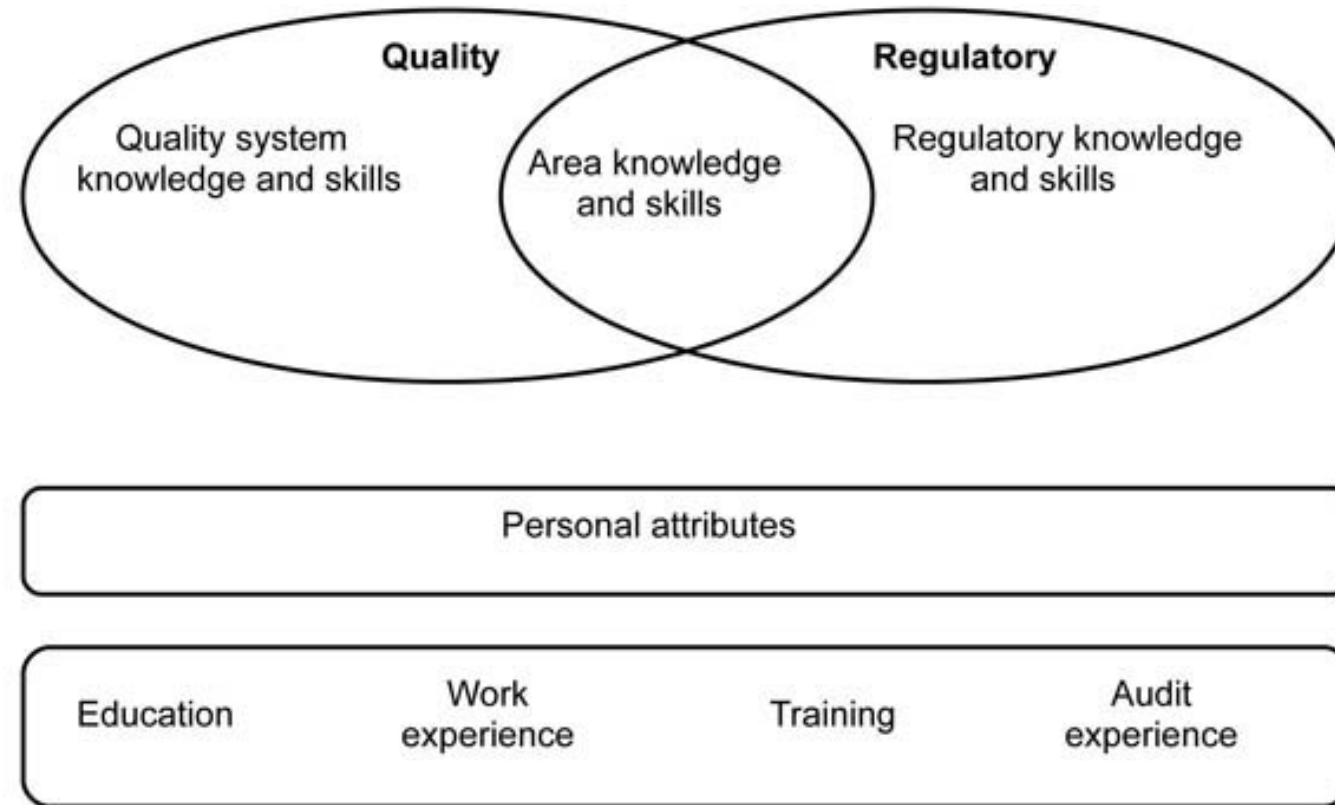 Quality
Regulatory
Quality system
knowledge and skills
Area knowledge
and skills
Regulatory knowledge
and skills
Personal attributes
Education
Work
experience
Training
Audit
experience